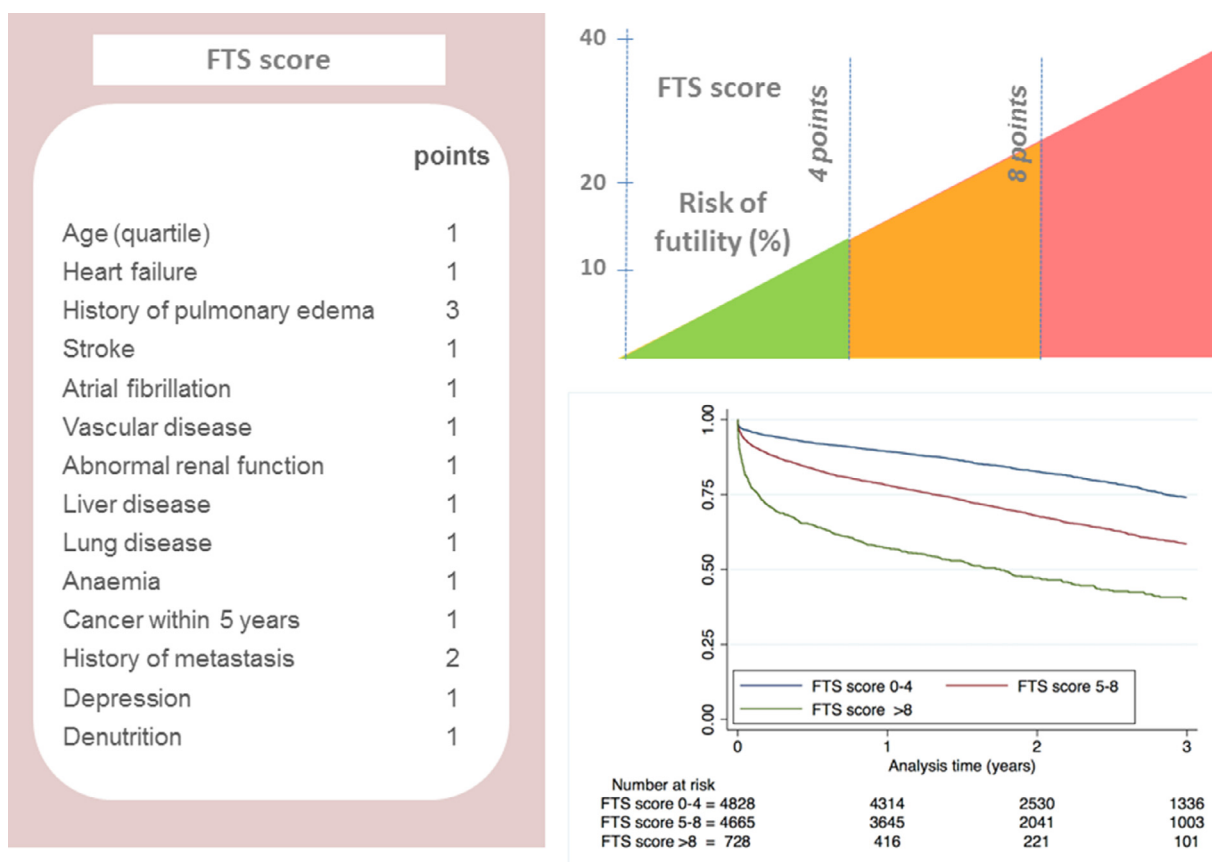 FTS score
points
Age (quartile) 1
Heart failure 1
History of pulmonary edema 3
Stroke 1
Atrial fibrillation 1
Vascular disease 1
Abnormal renal function 1
Liver disease 1
Lung disease 1
Anaemia 1
Cancer within 5 years 1
History of metastasis 2
Depression 1
Denutrition 1
40
20
10
FTS score
Risk of
futility (%)
4 points
8 points
1.00
0.75
0.50
0.25
0.00
FTS score 0-4 FTS score 5-8
FTS score >8
0 1 2 3
Analysis time (years)
Number at risk
FTS score 0-4 = 4828 4314 2530 1336
FTS score 5-8 = 4665 3645 2041 1003
FTS score >8 = 728 416 221 101